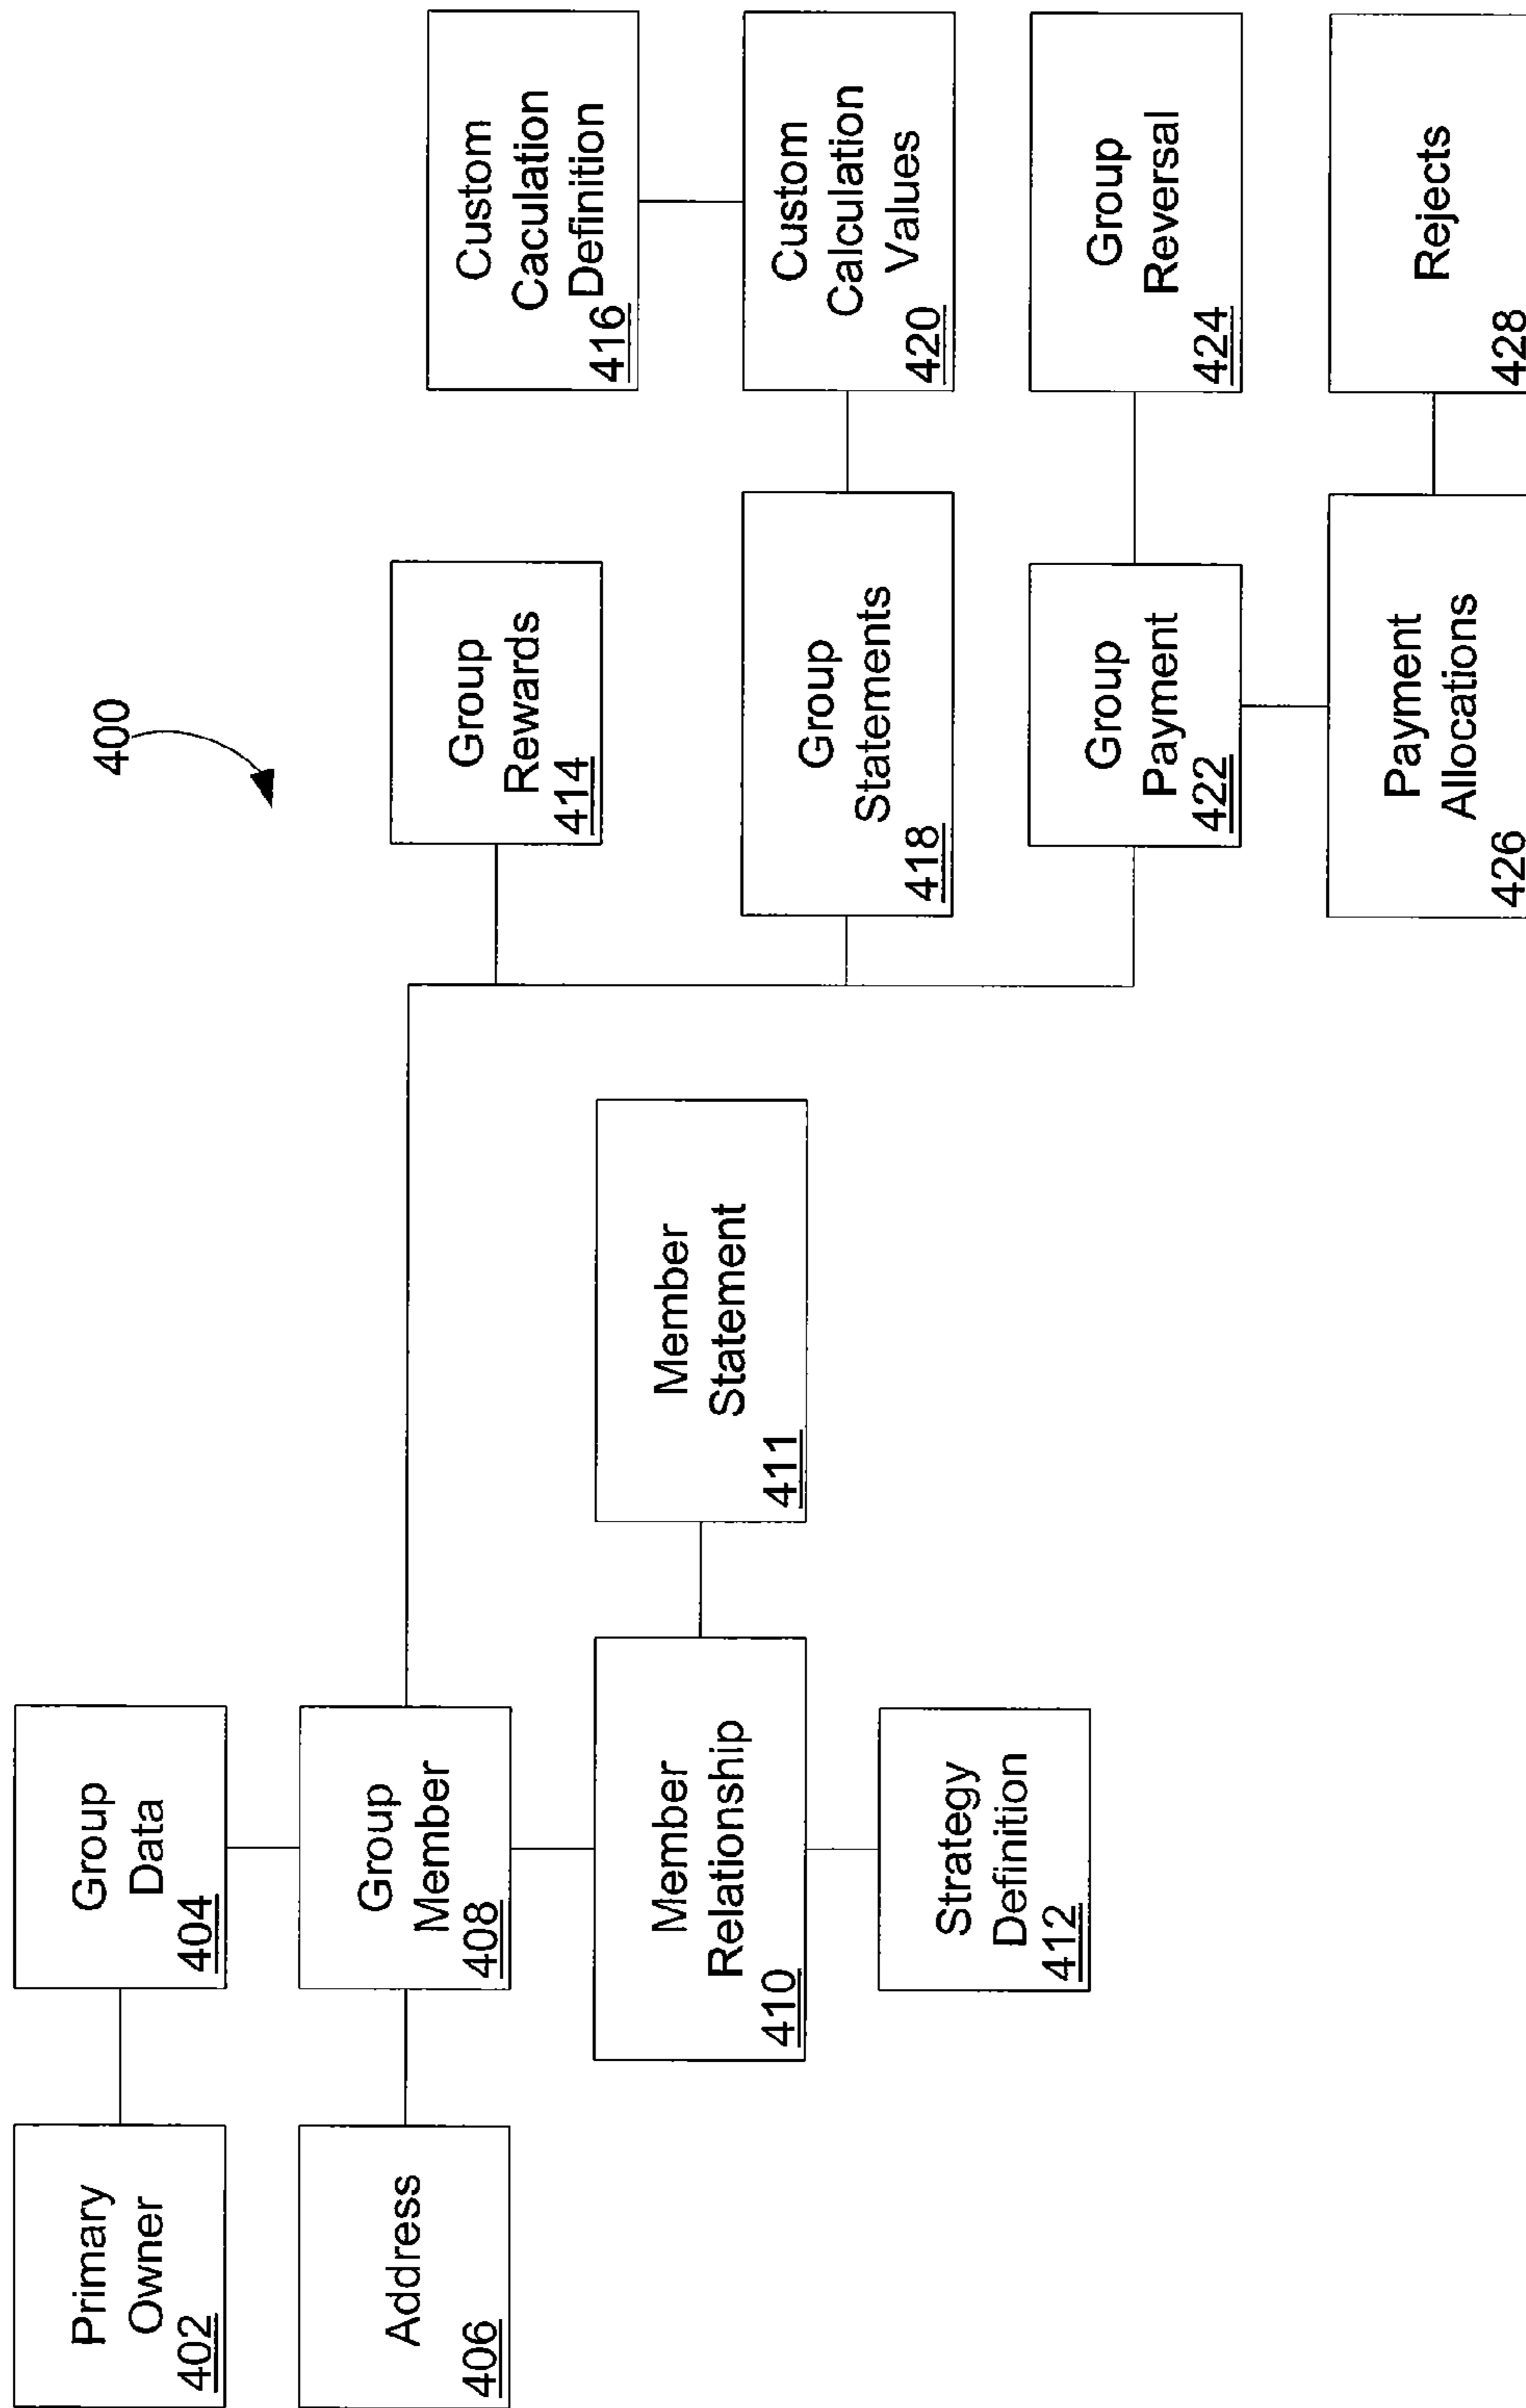 400
Primary
Owner
402
Group
Data
404
Address
406
Group
Member
408
Member
Relationship
410
Member
Statement
411
Strategy
Definition
412
Group
Rewards
414
Custom
Caculation
Definition
416
Group
Statements
418
Custom
Calculation
Values
420
Group
Payment
422
Group
Reversal
424
Payment
Allocations
426
Rejects
428